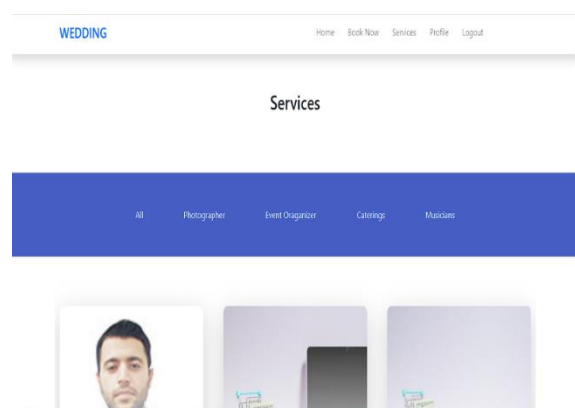 WEDDING Home Book Now Services Profile Logout
Services
All Photographer Event Oraganizer Caterings Musicians